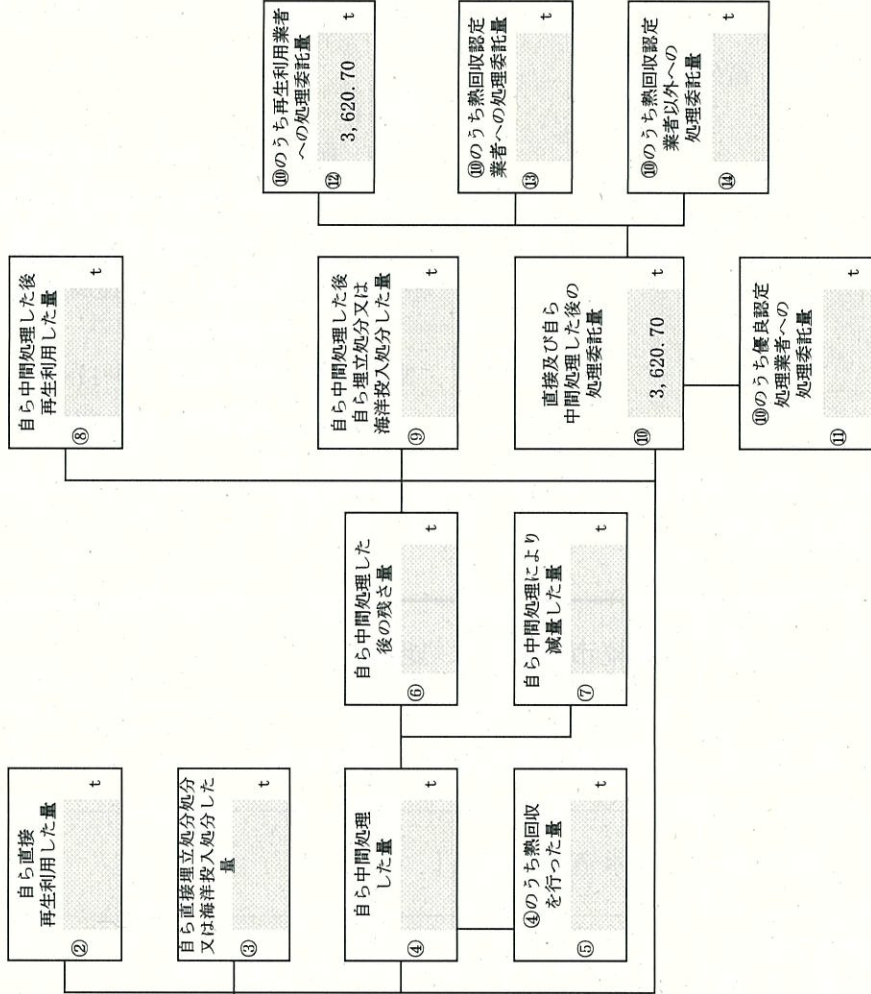 ②
自ら直接
再生利用した量
t
③
自ら直接埋立処分処分
又は海洋投入処分した
量
t
④
自ら中間処理
した量
t
⑤
④のうち熱回収
を行った量
t
⑥
自ら中間処理した
後の残さ量
t
⑦
自ら中間処理により
減量した量
t
⑧
自ら中間処理した後
再生利用した量
t
⑨
自ら中間処理した後
自ら埋立処分又は
海洋投入処分した量
t
⑩
直接及び自ら
中間処理した後の
処理委託量
3,620.70
t
⑪
⑩のうち優良認定
処理業者への
処理委託量
t
⑫
⑩のうち再生利用業者
への処理委託量
3,620.70
t
⑬
⑩のうち熱回収認定
業者への処理委託量
t
⑭
⑩のうち熱回収認定
業者以外への
処理委託量
t